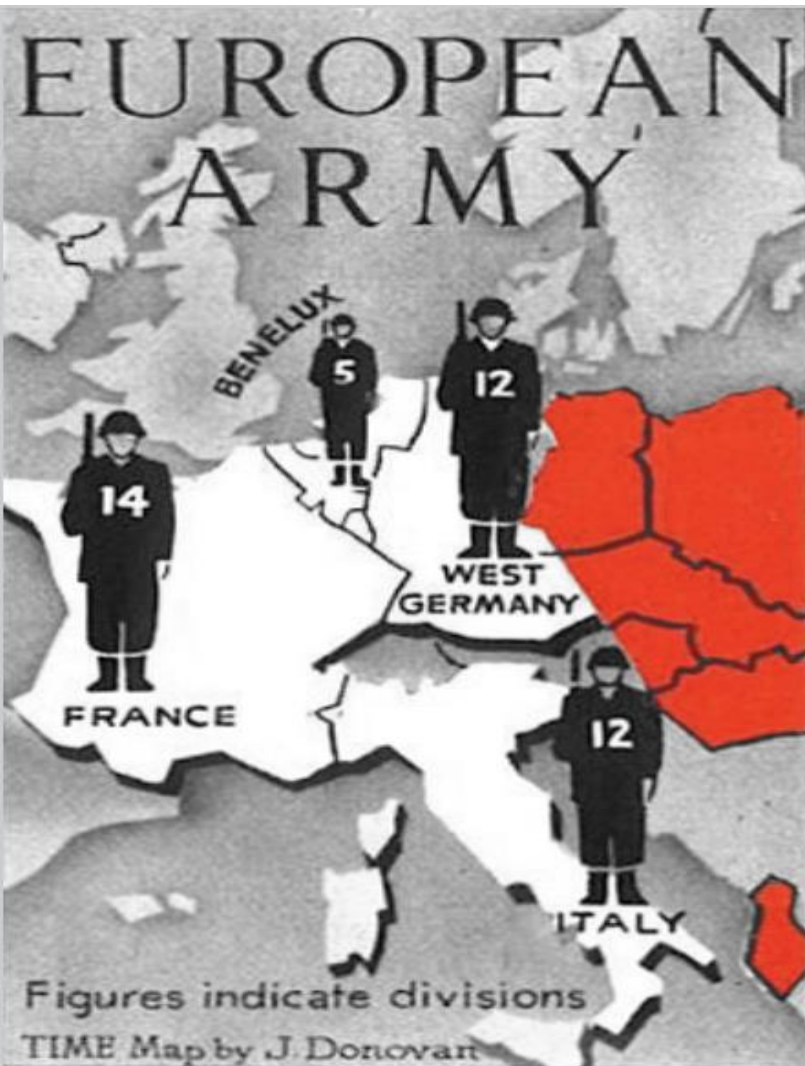 EUROPEAN
ARMY
BENELUX
5
12
14
WEST
GERMANY
FRANCE
12
ITALY
Figures indicate divisions
TIME Map by J. Donovan